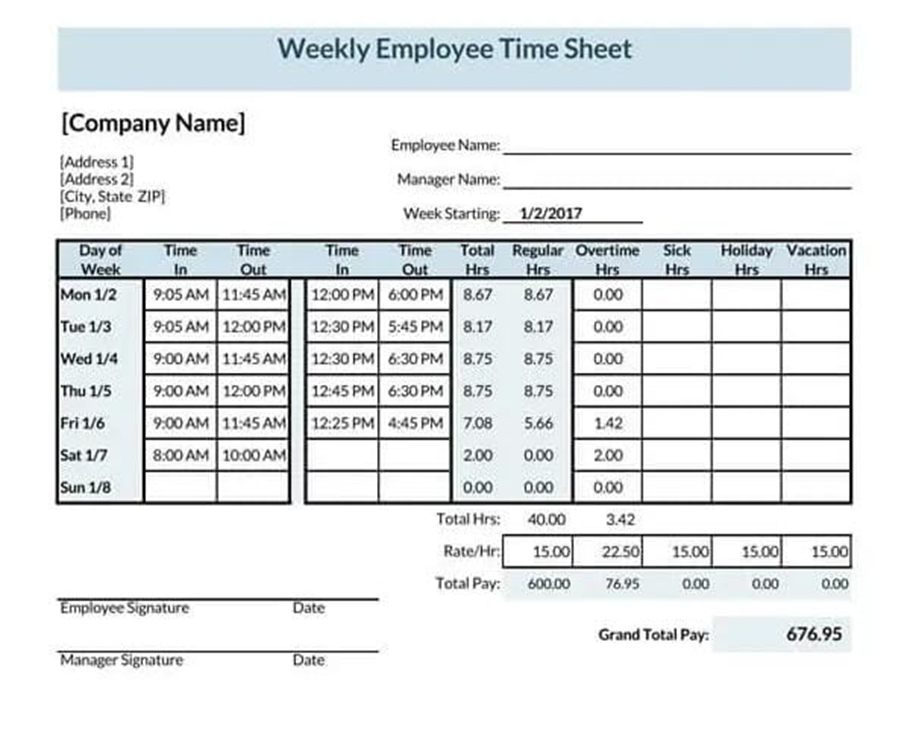 Weekly Employee Time Sheet
[Company Name]
Employee Name:
[Address 1]
[Address 2]
Manager Name:
[City, State ZIP]
[Phone]
Week Starting: 1/2/2017
Day of Week Time In Time Out Time In Time Out Total Hrs Regular Hrs Overtime Hrs Sick Hrs Holiday Hrs Vacation Hrs
Mon 1/2 9:05 AM 11:45 AM 12:00 PM 6:00 PM 8.67 8.67 0.00
Tue 1/3 9:05 AM 12:00 PM 12:30 PM 5:45 PM 8.17 8.17 0.00
Wed 1/4 9:00 AM 11:45 AM 12:30 PM 6:30 PM 8.75 8.75 0.00
Thu 1/5 9:00 AM 12:00 PM 12:45 PM 6:30 PM 8.75 8.75 0.00
Fri 1/6 9:00 AM 11:45 AM 12:25 PM 4:45 PM 7.08 5.66 1.42
Sat 1/7 8:00 AM 10:00 AM 2.00 0.00 2.00
Sun 1/8 0.00 0.00 0.00
Total Hrs: 40.00 3.42
Rate/Hr: 15.00 22.50 15.00 15.00 15.00
Total Pay: 600.00 76.95 0.00 0.00 0.00
Employee Signature Date
Grand Total Pay: 676.95
Manager Signature Date